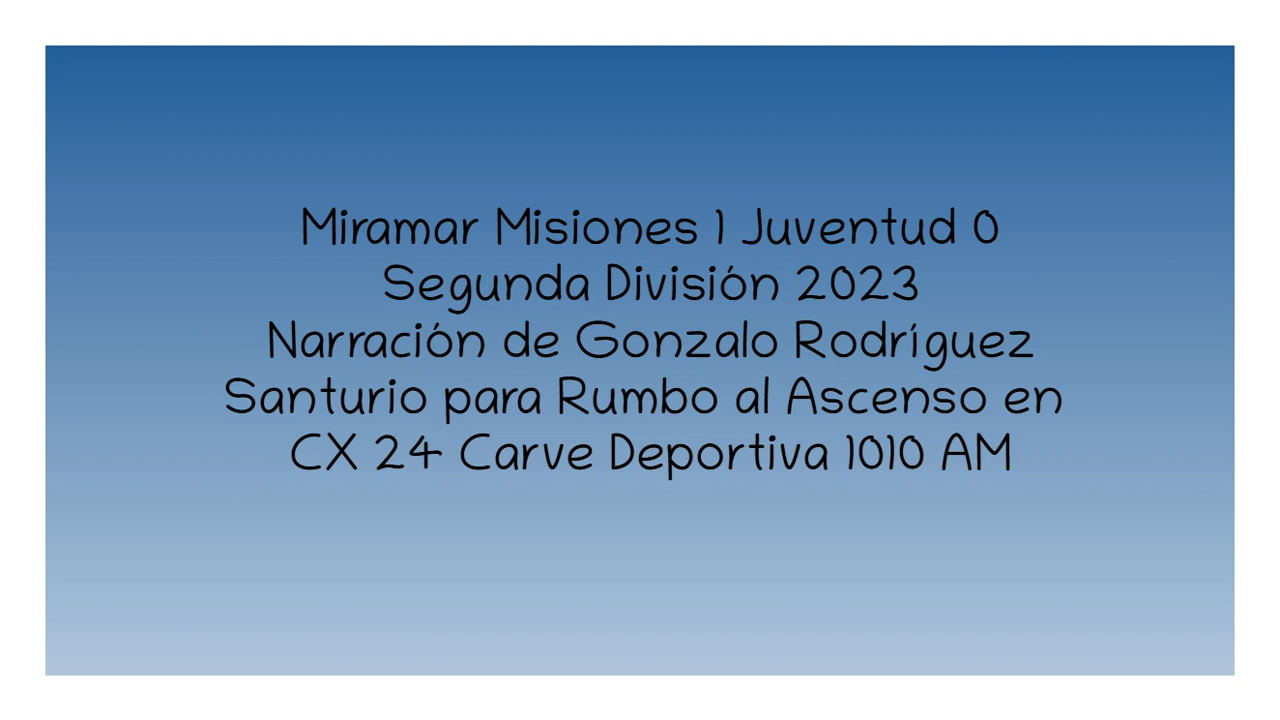 Miramar Misiones 1 Juventud 0
Segunda División 2023
Narración de Gonzalo Rodríguez
Santurio para Rumbo al Ascenso en
CX 24 Carve Deportiva 1010 AM